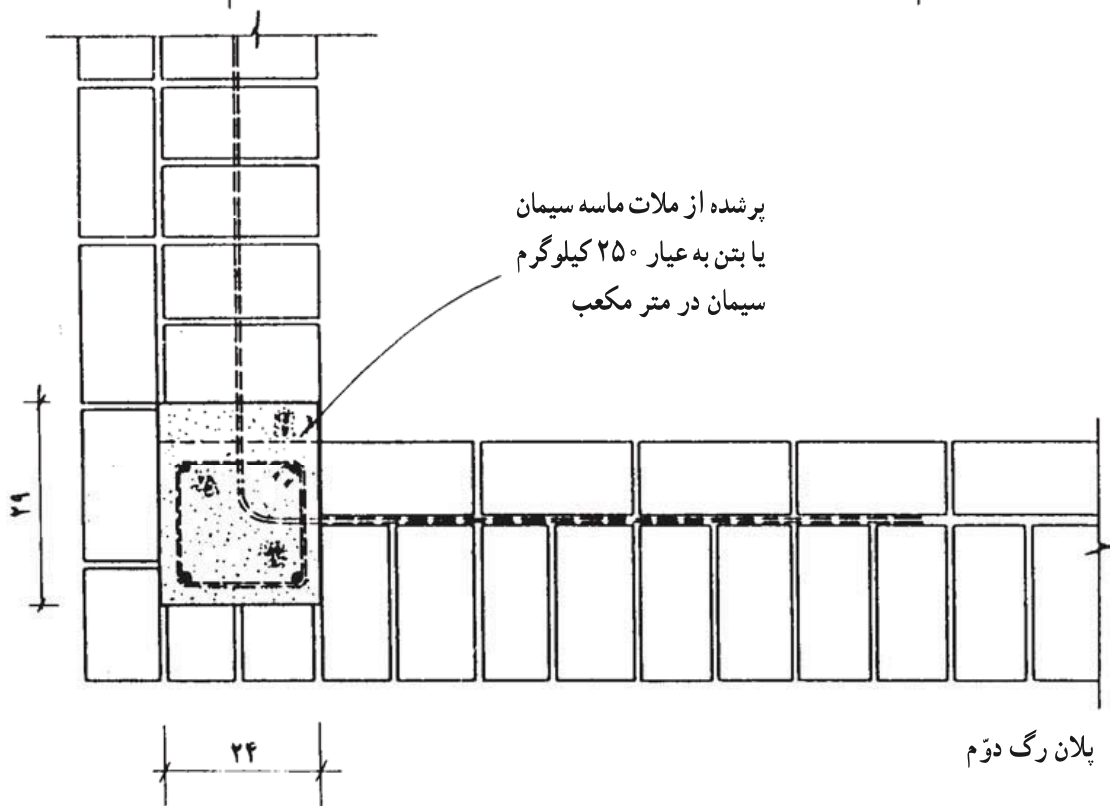 پرشده از ملات ماسه سیمان
یا بتن به عیار ۲۵۰ کیلوگرم
سیمان در متر مکعب
۲۹
۲۴
پلان رگ دوّم